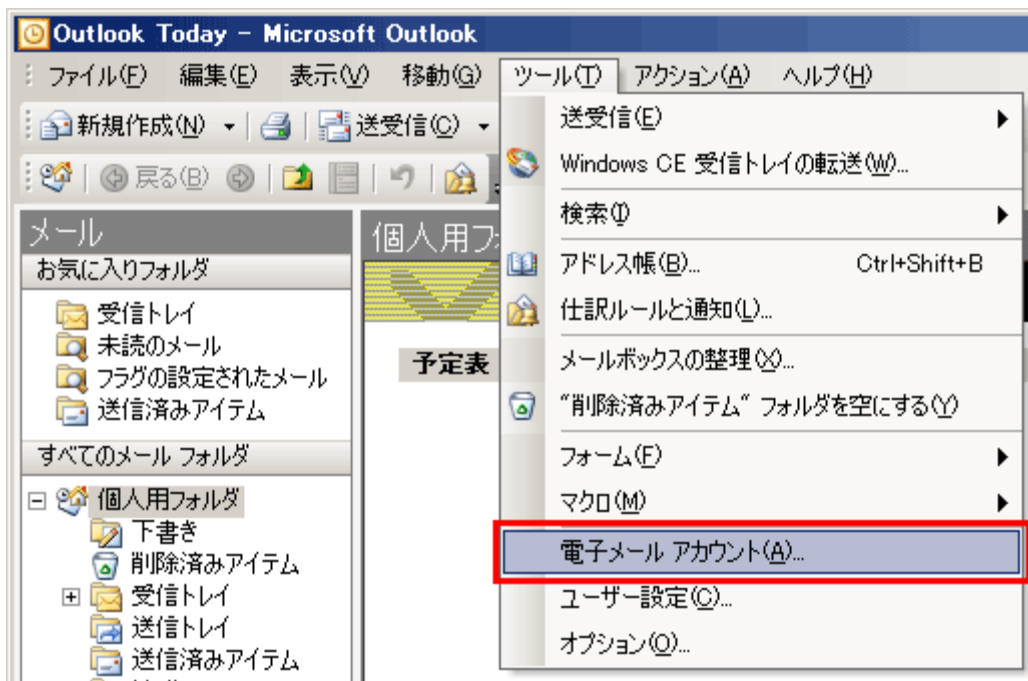 Outlook Today - Microsoft Outlook
ファイル(F) 編集(E) 表示(V) 移動(G) ツール(T) アクション(A) ヘルプ(H)
新規作成(N) 送受信(C)
戻る(B)
メール
お気に入りフォルダ
受信トレイ
未読のメール
フラグの設定されたメール
送信済みアイテム
すべてのメール フォルダ
個人用フォルダ
下書き
削除済みアイテム
受信トレイ
送信トレイ
送信済みアイテム
個人用フ
予定表
送受信(E)
Windows CE 受信トレイの転送(W)...
検索(I)
アドレス帳(B)... Ctrl+Shift+B
仕訳ルールと通知(L)...
メールボックスの整理(X)...
"削除済みアイテム" フォルダを空にする(Y)
フォーム(F)
マクロ(M)
電子メール アカウント(A)...
ユーザー設定(C)...
オプション(O)...